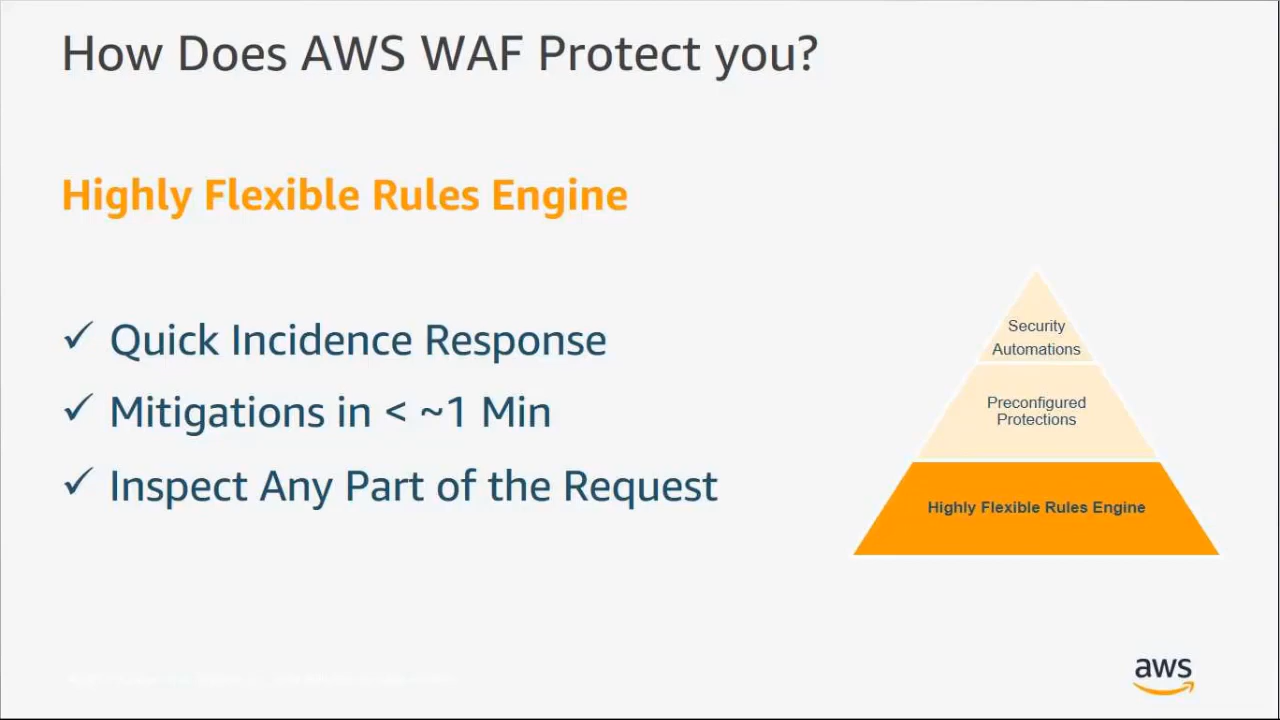 How Does AWS WAF Protect you?
Highly Flexible Rules Engine
✓ Quick Incidence Response
✓ Mitigations in < ~1 Min
✓ Inspect Any Part of the Request
Security
Automations
Preconfigured
Protections
Highly Flexible Rules Engine
aws